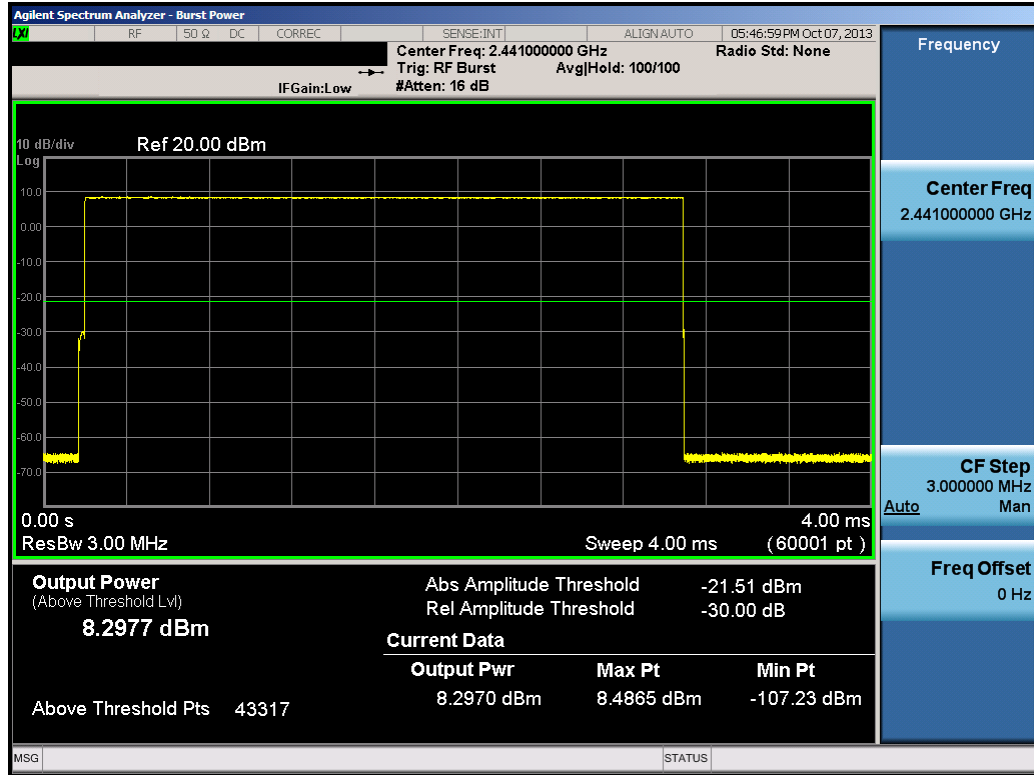 Agilent Spectrum Analyzer - Burst Power
LXI RF 50 Ω DC CORREC SENSE:INT ALIGN AUTO 05:46:59 PM Oct 07, 2013
Center Freq: 2.441000000 GHz Radio Std: None
Trig: RF Burst Avg|Hold: 100/100
IFGain:Low #Atten: 16 dB
10 dB/div Ref 20.00 dBm
Log
10.0
0.00
-10.0
-20.0
-30.0
-40.0
-50.0
-60.0
-70.0
0.00 s 4.00 ms
ResBw 3.00 MHz Sweep 4.00 ms (60001 pt )
Output Power
(Above Threshold Lvl)
8.2977 dBm
Above Threshold Pts 43317
Abs Amplitude Threshold -21.51 dBm
Rel Amplitude Threshold -30.00 dB
Current Data
Output Pwr Max Pt Min Pt
8.2970 dBm 8.4865 dBm -107.23 dBm
MSG STATUS
Frequency
Center Freq
2.441000000 GHz
CF Step
3.000000 MHz
Auto Man
Freq Offset
0 Hz